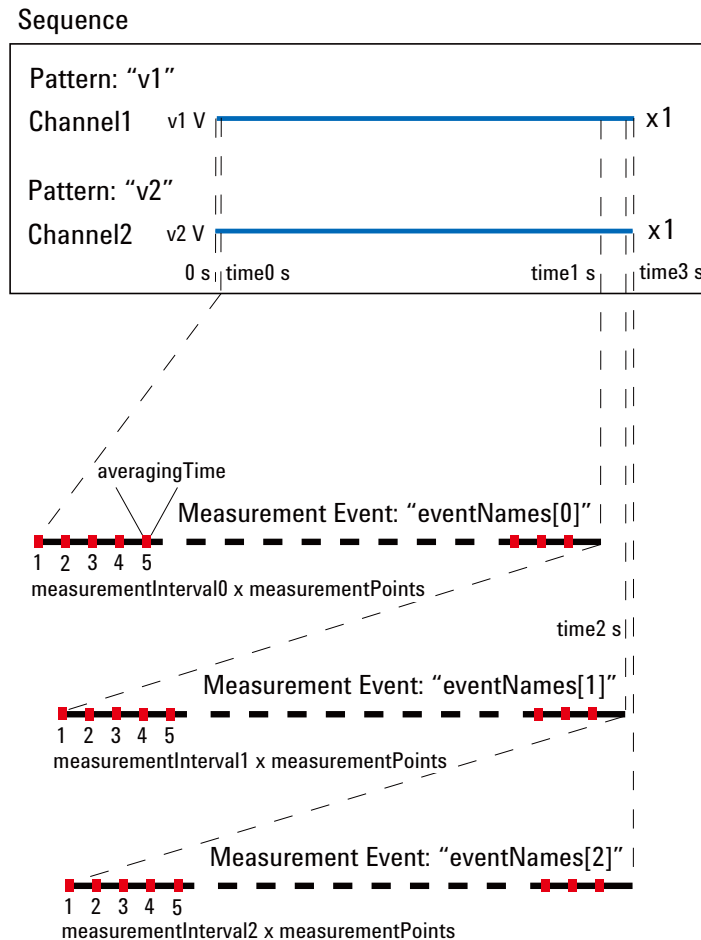 Sequence
Pattern: “v1”
Channel1 v1 V x1
Pattern: “v2”
Channel2 v2 V x1
0 s time0 s time1 s time3 s
averagingTime
Measurement Event: “eventNames[0]”
1 2 3 4 5
measurementInterval0 x measurementPoints
time2 s
Measurement Event: “eventNames[1]”
1 2 3 4 5
measurementInterval1 x measurementPoints
Measurement Event: “eventNames[2]”
1 2 3 4 5
measurementInterval2 x measurementPoints